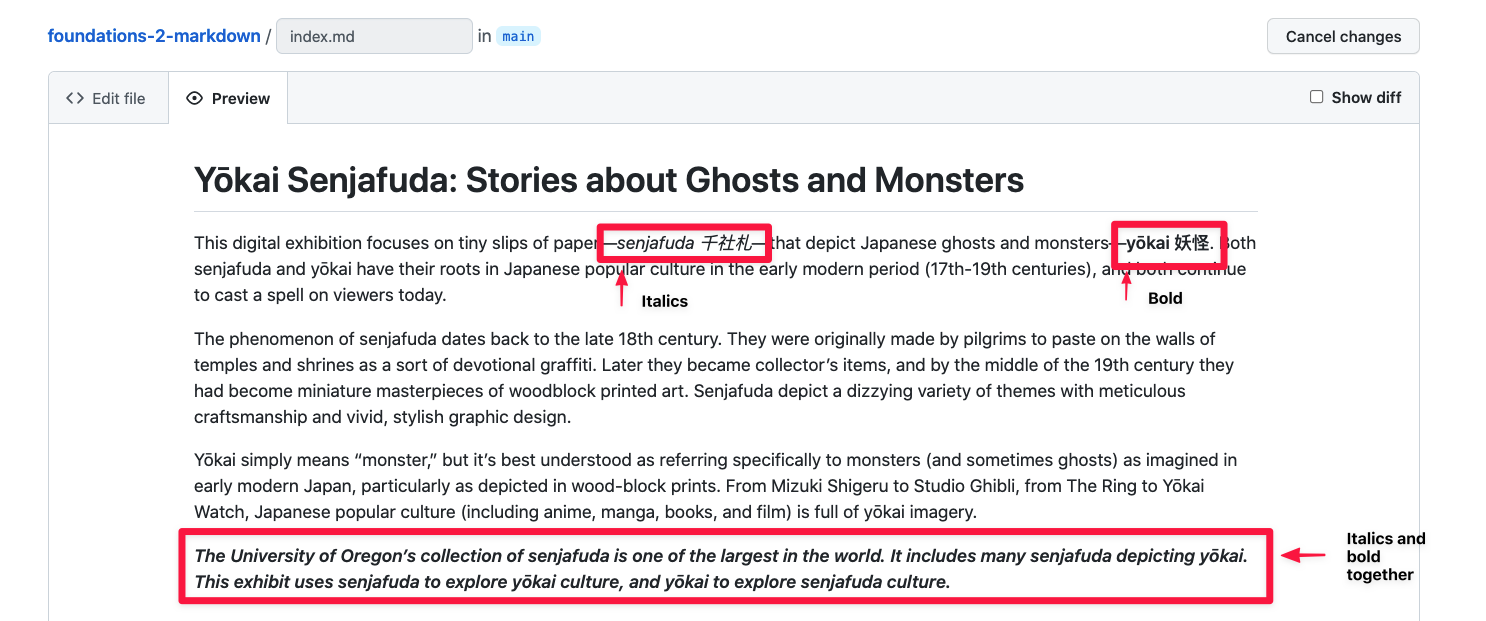 foundations-2-markdown / index.md in main Cancel changes
<> Edit file Preview Show diff
Yōkai Senjafuda: Stories about Ghosts and Monsters
This digital exhibition focuses on tiny slips of paper—senjafuda 千社札—that depict Japanese ghosts and monsters—yōkai 妖怪. Both
senjafuda and yōkai have their roots in Japanese popular culture in the early modern period (17th-19th centuries), and both continue
to cast a spell on viewers today.
Italics
Bold
The phenomenon of senjafuda dates back to the late 18th century. They were originally made by pilgrims to paste on the walls of
temples and shrines as a sort of devotional graffiti. Later they became collector’s items, and by the middle of the 19th century they
had become miniature masterpieces of woodblock printed art. Senjafuda depict a dizzying variety of themes with meticulous
craftsmanship and vivid, stylish graphic design.
Yōkai simply means “monster,” but it’s best understood as referring specifically to monsters (and sometimes ghosts) as imagined in
early modern Japan, particularly as depicted in wood-block prints. From Mizuki Shigeru to Studio Ghibli, from The Ring to Yōkai
Watch, Japanese popular culture (including anime, manga, books, and film) is full of yōkai imagery.
The University of Oregon’s collection of senjafuda is one of the largest in the world. It includes many senjafuda depicting yōkai.
This exhibit uses senjafuda to explore yōkai culture, and yōkai to explore senjafuda culture.
Italics and
bold
together